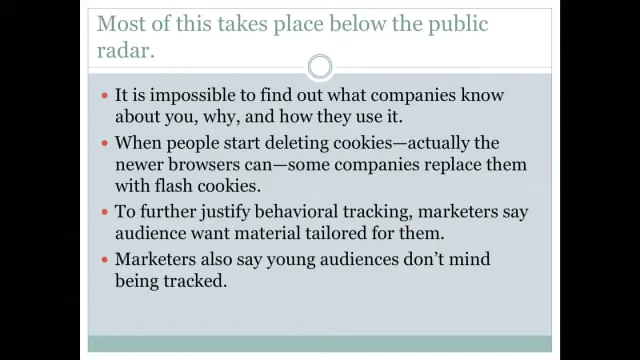 Most of this takes place below the public
radar.
• It is impossible to find out what companies know
about you, why, and how they use it.
• When people start deleting cookies—actually the
newer browsers can—some companies replace them
with flash cookies.
• To further justify behavioral tracking, marketers say
audience want material tailored for them.
• Marketers also say young audiences don't mind
being tracked.